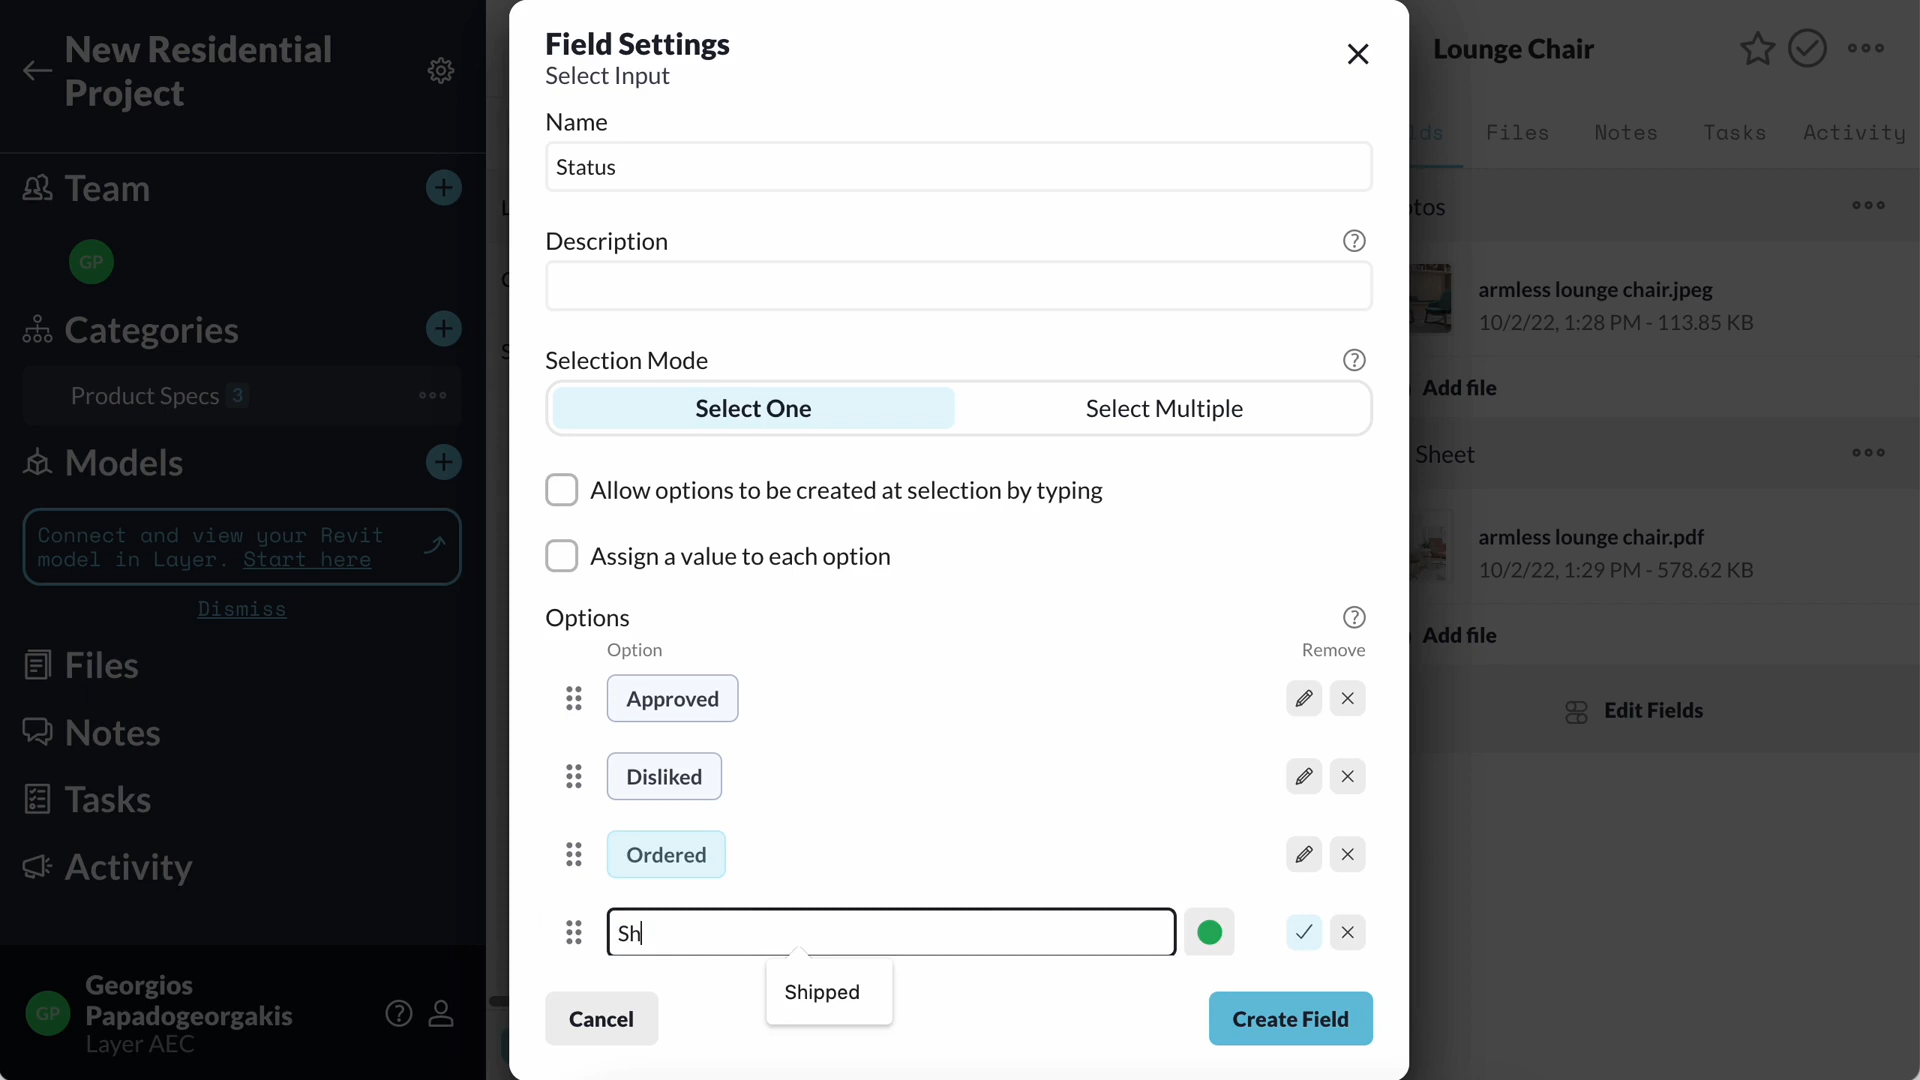 New Residential
Project
Team
GP
Categories
Product Specs 3
Models
Connect and view your Revit
model in Layer. Start here
Dismiss
Files
Notes
Tasks
Activity
GP
Georgios
Papadogeorgakis
Layer AEC
Field Settings
Select Input
Name
Status
Description
Selection Mode
Select One
Select Multiple
Allow options to be created at selection by typing
Assign a value to each option
Options
Option
Remove
Approved
Disliked
Ordered
Sh
Shipped
Cancel
Create Field
Lounge Chair
Files
Notes
Tasks
Activity
armless lounge chair.jpeg
10/2/22, 1:28 PM - 113.85 KB
Add file
Sheet
armless lounge chair.pdf
10/2/22, 1:29 PM - 578.62 KB
Add file
Edit Fields